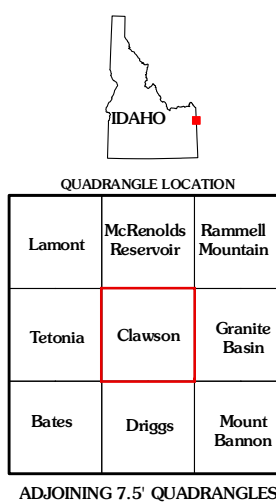 IDAHO
QUADRANGLE LOCATION
Lamont
McRenolds
Reservoir
Rammell
Mountain
Tetonia
Clawson
Granite
Basin
Bates
Driggs
Mount
Bannon
ADJOINING 7.5' QUADRANGLES